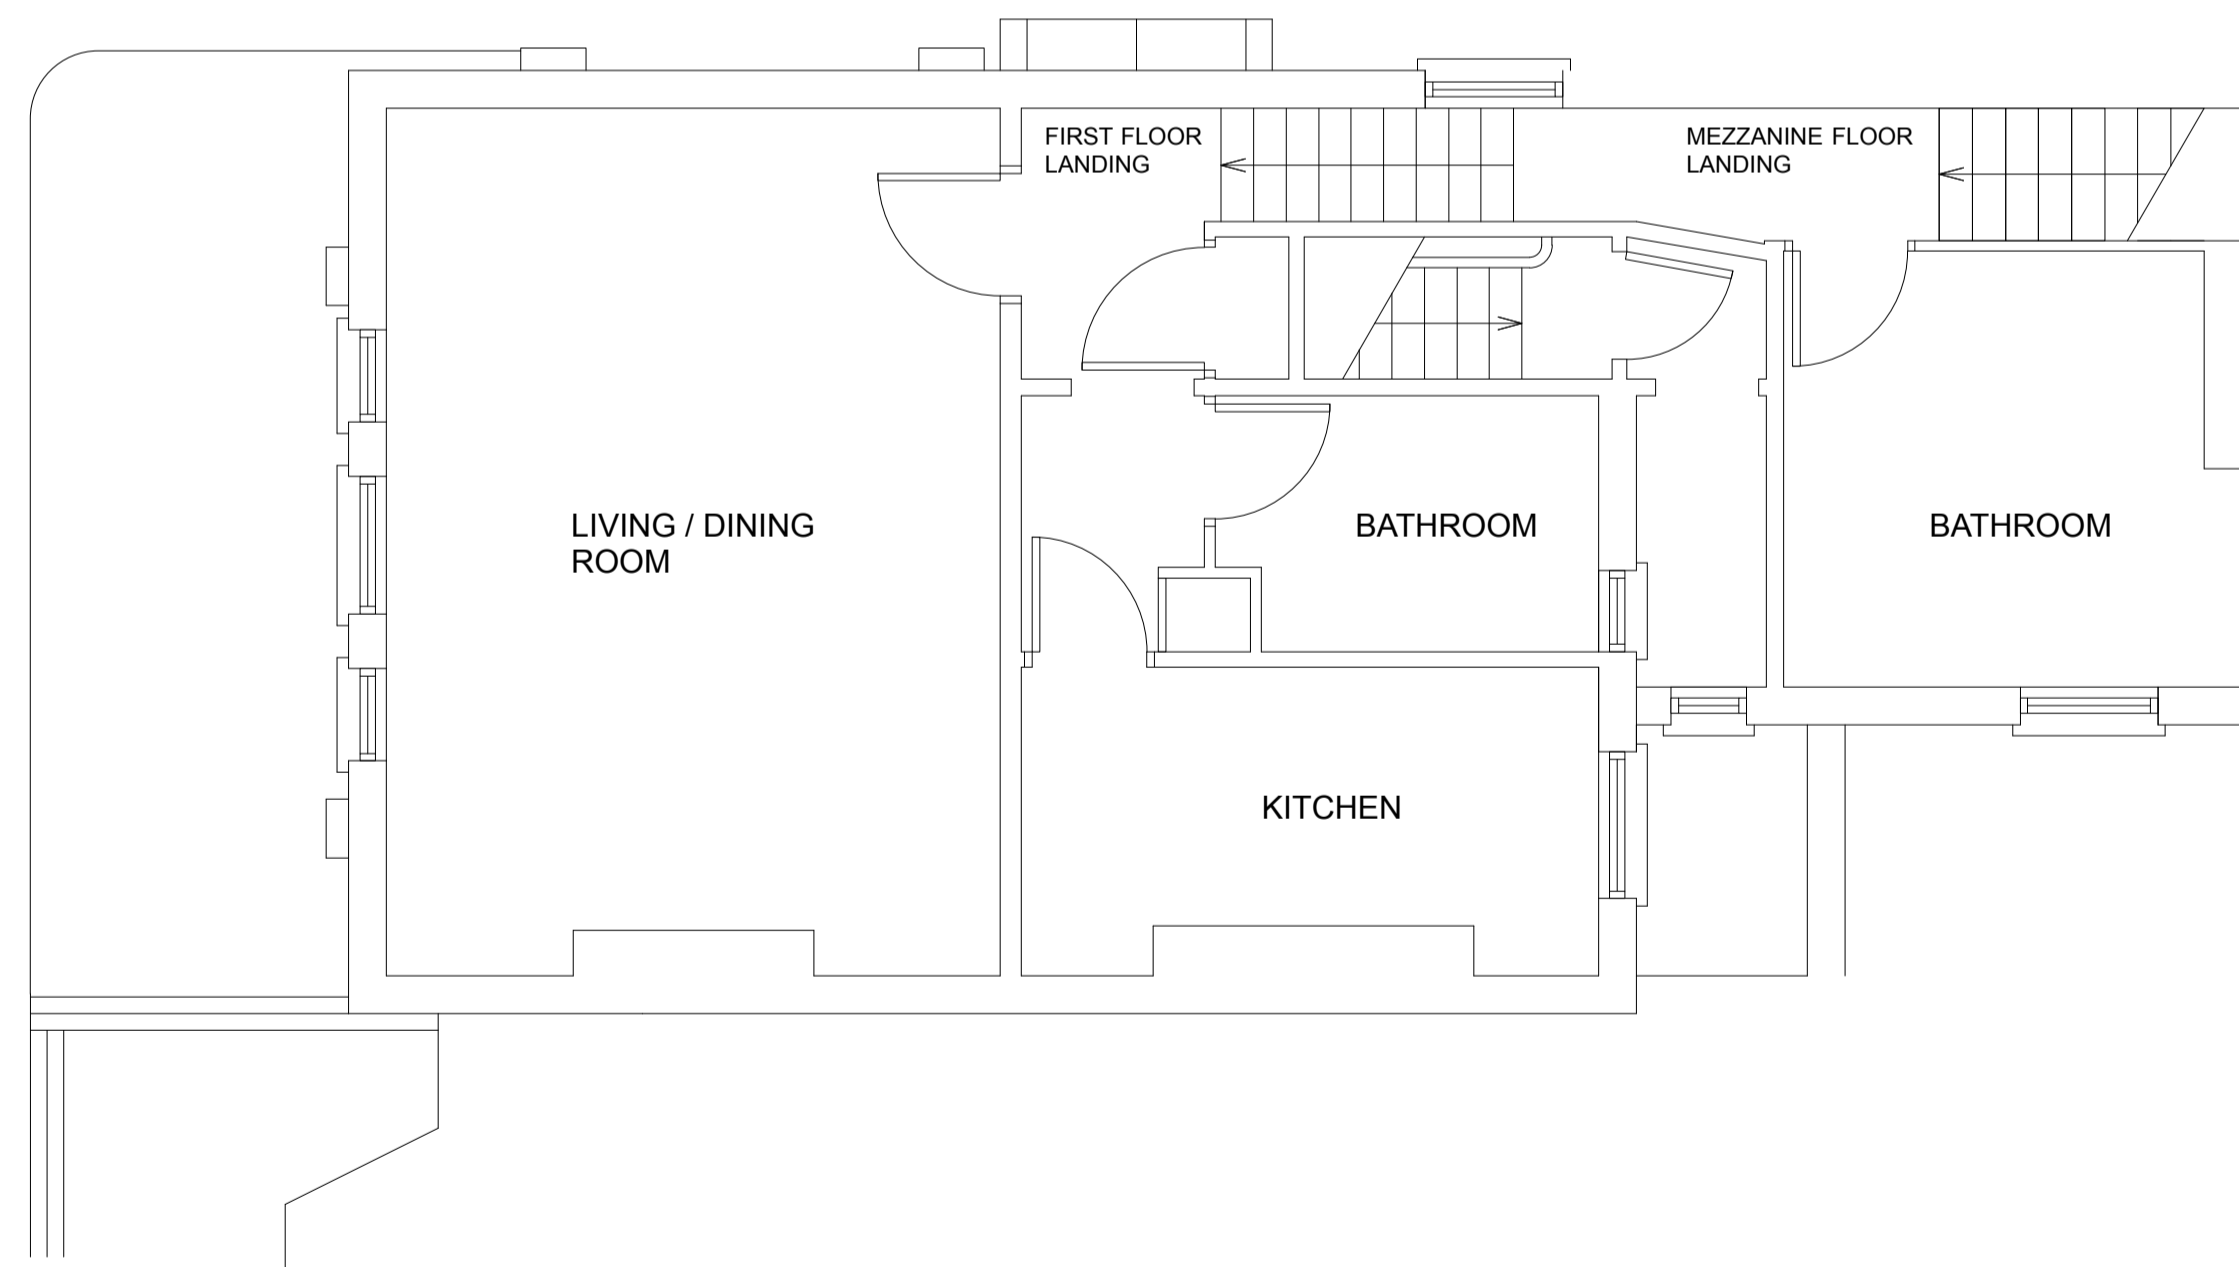 FIRST FLOOR
LANDING
MEZZANINE FLOOR
LANDING
LIVING / DINING
ROOM
BATHROOM
BATHROOM
KITCHEN